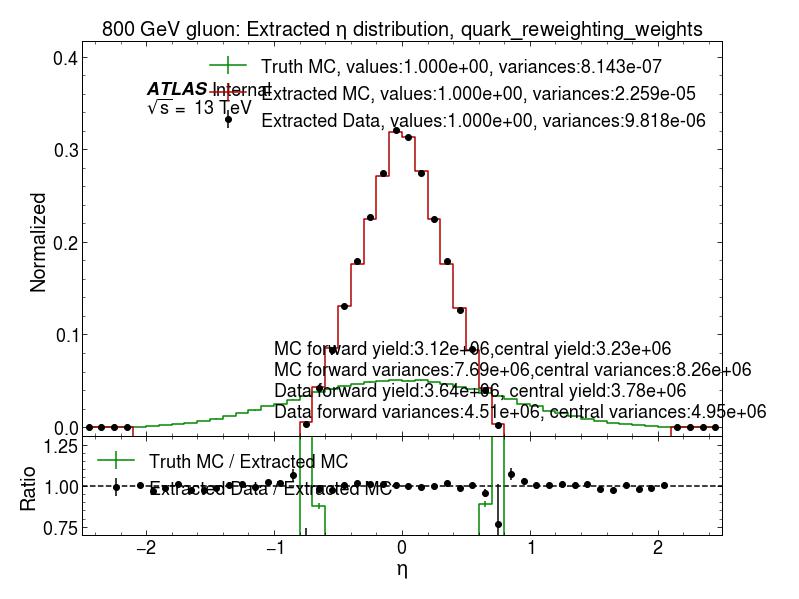 800 GeV gluon: Extracted η distribution, quark_reweighting_weights
Truth MC, values:1.000e+00, variances:8.143e-07
ATLAS Internal
Extracted MC, values:1.000e+00, variances:2.259e-05
√s = 13 TeV
Extracted Data, values:1.000e+00, variances:9.818e-06
0.4
0.3
0.2
0.1
0.0
Normalized
MC forward yield:3.12e+06,central yield:3.23e+06
MC forward variances:7.69e+06,central variances:8.26e+06
Data forward yield:3.64e+06, central yield:3.78e+06
Data forward variances:4.51e+06, central variances:4.95e+06
1.25
1.00
0.75
Ratio
Truth MC / Extracted MC
Extracted Data / Extracted MC
−2 −1 0 1 2
η